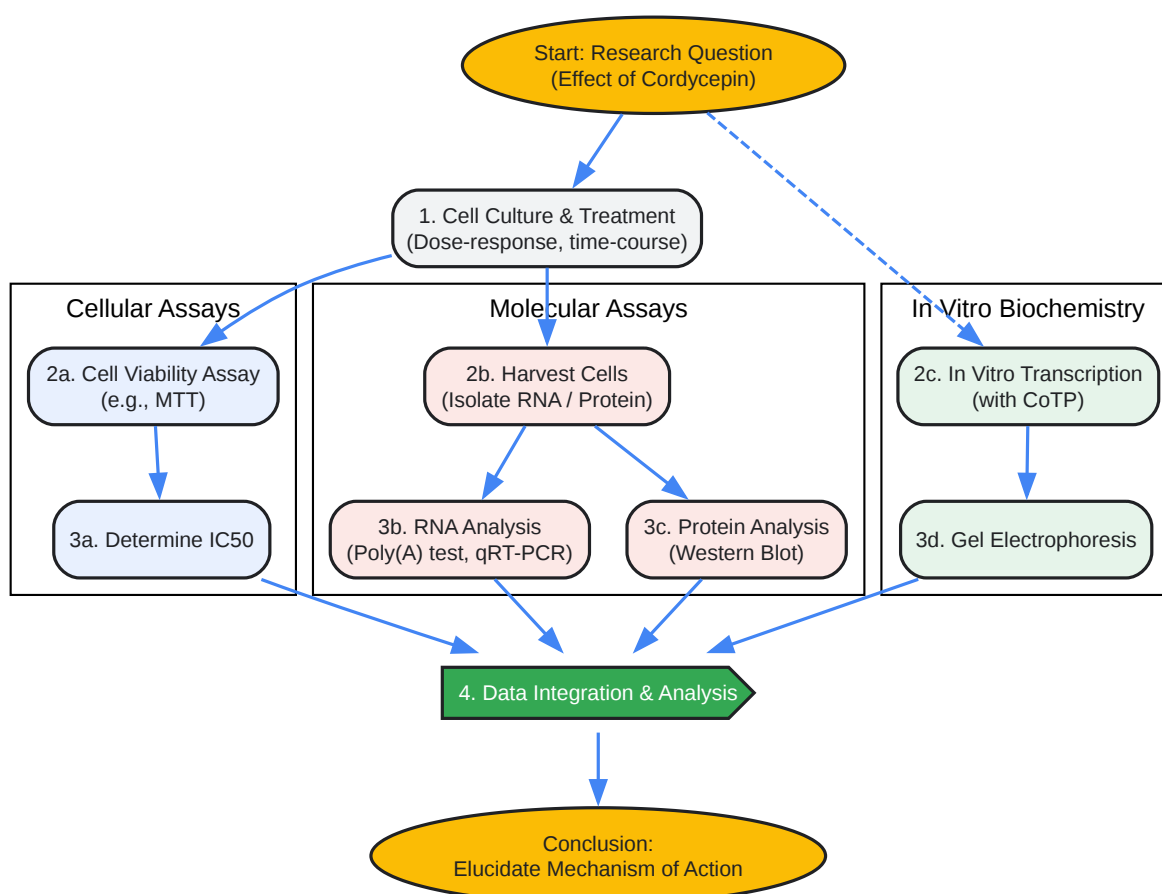 Start: Research Question
(Effect of Cordycepin)
1. Cell Culture & Treatment
(Dose-response, time-course)
Cellular Assays
Molecular Assays
In Vitro Biochemistry
2a. Cell Viability Assay
(e.g., MTT)
2b. Harvest Cells
(Isolate RNA / Protein)
2c. In Vitro Transcription
(with CoTP)
3a. Determine IC50
3b. RNA Analysis
(Poly(A) test, qRT-PCR)
3c. Protein Analysis
(Western Blot)
3d. Gel Electrophoresis
4. Data Integration & Analysis
Conclusion:
Elucidate Mechanism of Action